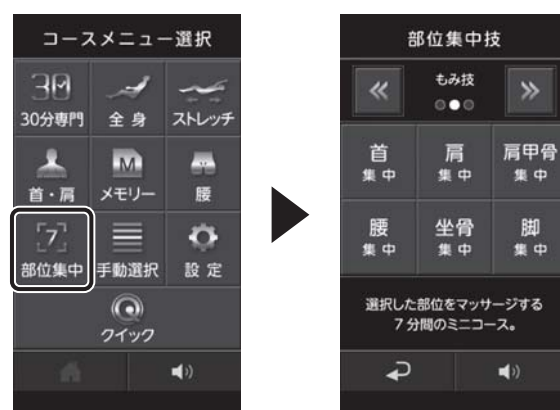 コースメニュー選択
30
30分専門
全身
ストレッチ
首・肩
M
メモリー
腰
7
部位集中
手動選択
設定
クイック
部位集中技
もみ技
首
集中
肩
集中
肩甲骨
集中
腰
集中
坐骨
集中
脚
集中
選択した部位をマッサージする
7分間のミニコース。